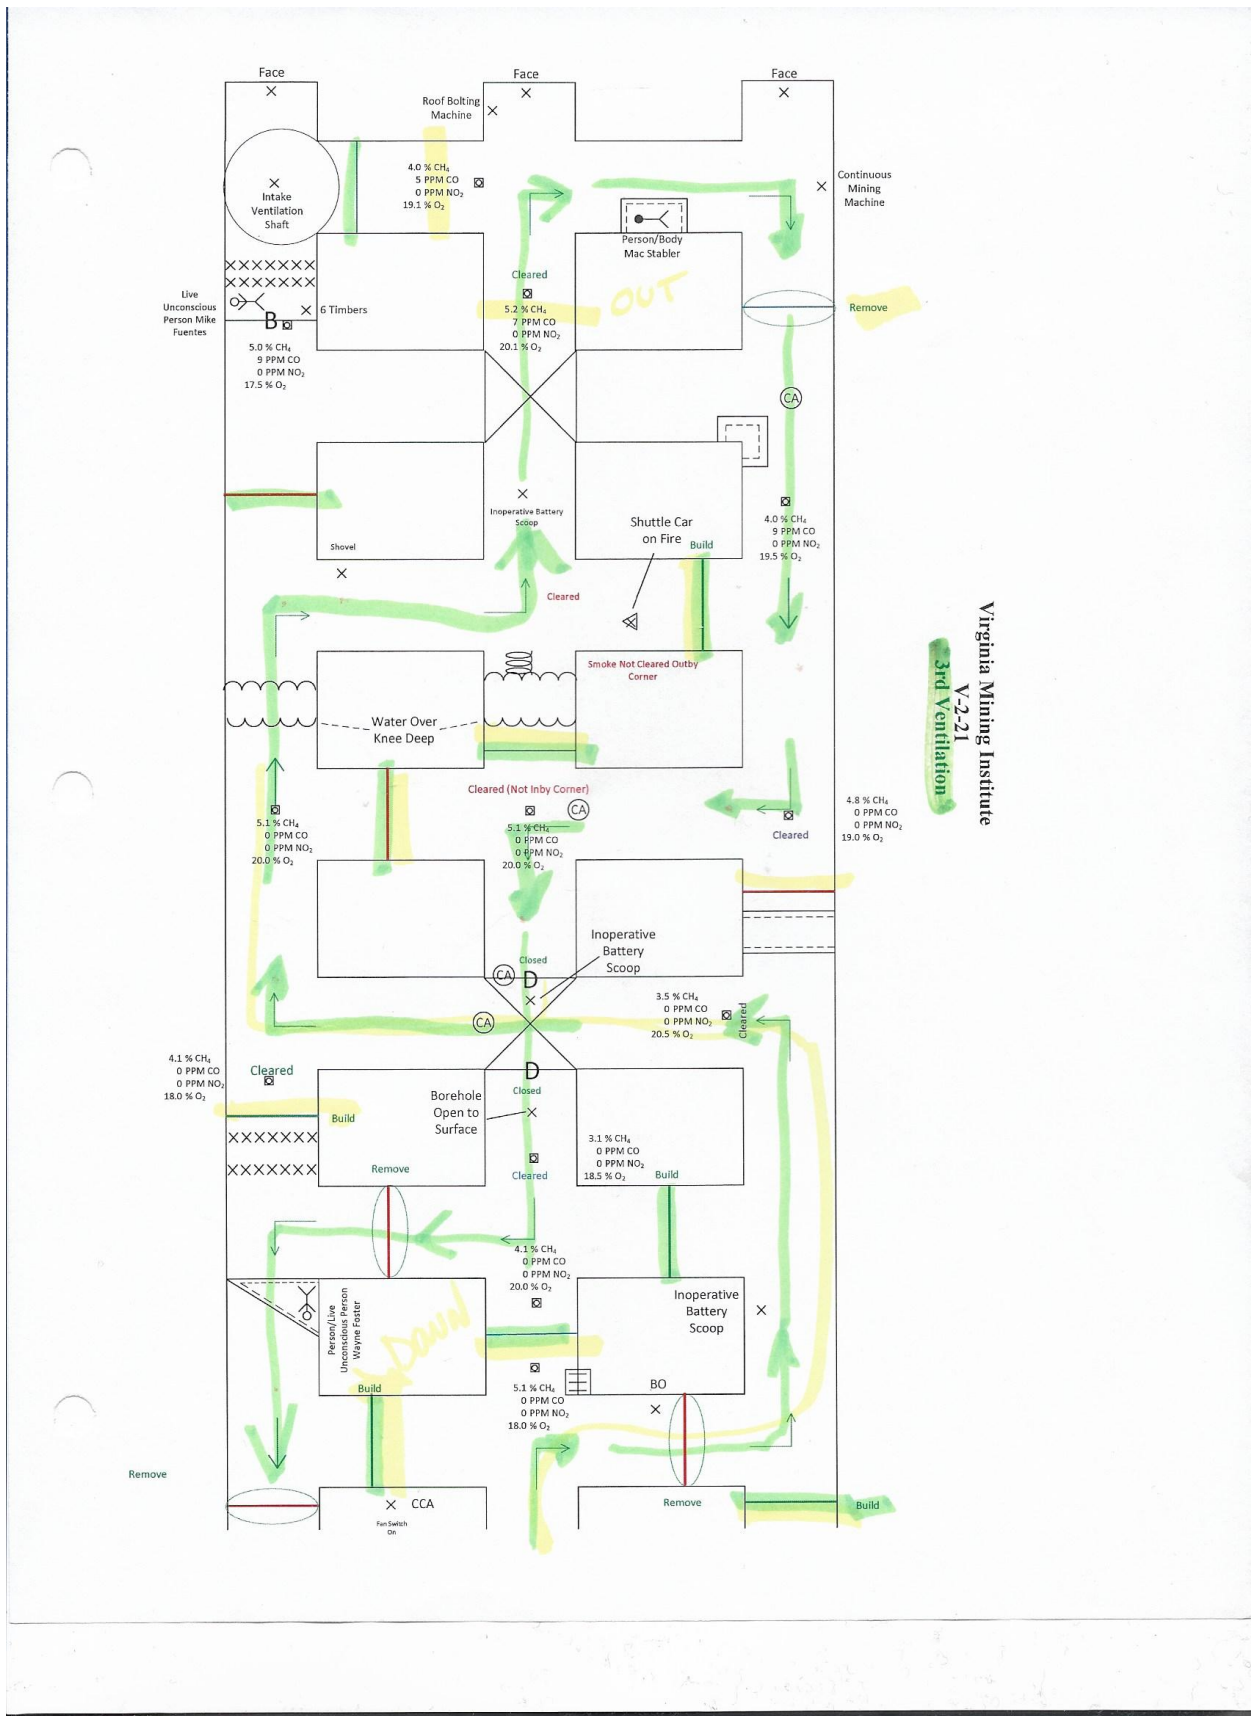 Face
Face
Face
Roof Bolting
Machine
4.0 % CH₄
5 PPM CO
0 PPM NO₂
19.1 % O₂
Continuous
Mining
Machine
Intake
Ventilation
Shaft
Person/Body
Mac Stabler
Live
Unconscious
Person Mike
Fuentes
6 Timbers
B
5.0 % CH₄
9 PPM CO
0 PPM NO₂
17.5 % O₂
Cleared
5.2 % CH₄
7 PPM CO
0 PPM NO₂
20.1 % O₂
OUT
Remove
CA
Inoperative Battery
Scoop
Shuttle Car
on Fire
Build
4.0 % CH₄
9 PPM CO
0 PPM NO₂
19.5 % O₂
Shovel
Cleared
Smoke Not Cleared Outby
Corner
Virginia Mining Institute
V-2-21
3rd Ventilation
Water Over
Knee Deep
Cleared (Not Inby Corner)
CA
5.1 % CH₄
0 PPM CO
0 PPM NO₂
20.0 % O₂
5.1 % CH₄
0 PPM CO
0 PPM NO₂
20.0 % O₂
Cleared
4.8 % CH₄
0 PPM CO
0 PPM NO₂
19.0 % O₂
Inoperative
Battery
Scoop
Closed
CA
D
CA
3.5 % CH₄
0 PPM CO
0 PPM NO₂
20.5 % O₂
Cleared
4.1 % CH₄
0 PPM CO
0 PPM NO₂
18.0 % O₂
Cleared
D
Closed
Borehole
Open to
Surface
Build
3.1 % CH₄
0 PPM CO
0 PPM NO₂
18.5 % O₂
Remove
Cleared
Build
4.1 % CH₄
0 PPM CO
0 PPM NO₂
20.0 % O₂
Person/Live
Unconscious Person
Wayne Foster
DOWN
Inoperative
Battery
Scoop
Build
BO
5.1 % CH₄
0 PPM CO
0 PPM NO₂
18.0 % O₂
Remove
CCA
Fan Switch
On
Remove
Build